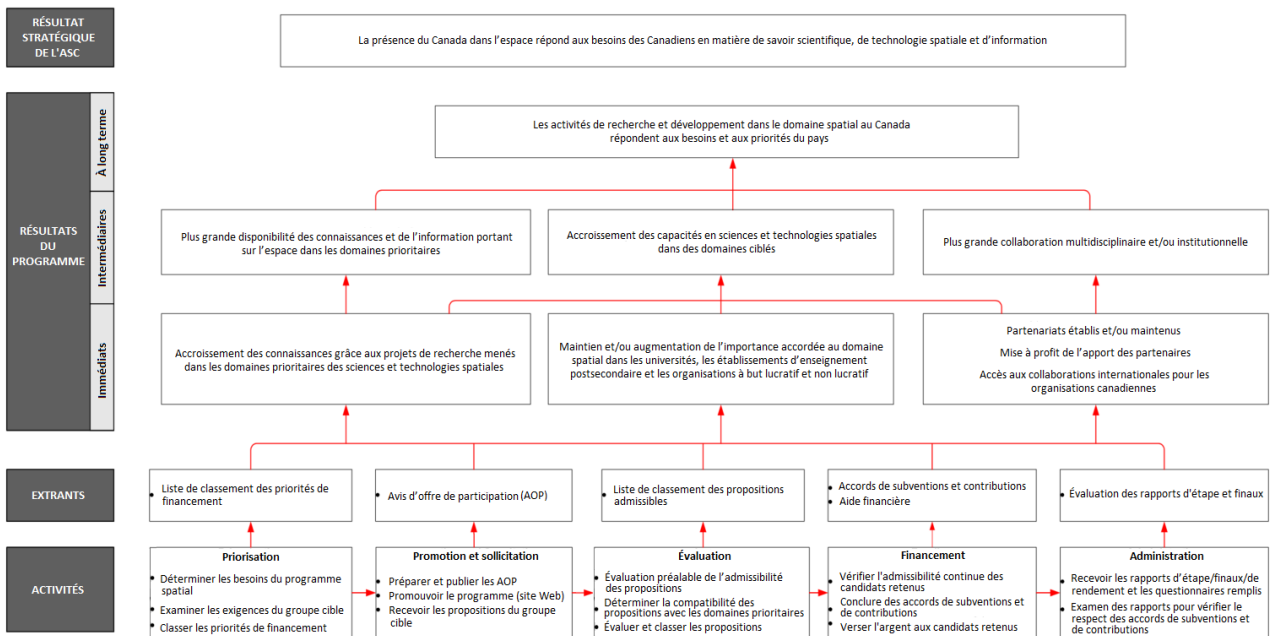 RÉSULTAT
STRATÉGIQUE
DE L'ASC
La présence du Canada dans l'espace répond aux besoins des Canadiens en matière de savoir scientifique, de technologie spatiale et d'information
RÉSULTATS
DU
PROGRAMME
À long terme
Les activités de recherche et développement dans le domaine spatial au Canada
répondent aux besoins et aux priorités du pays
Intermédiaires
Plus grande disponibilité des connaissances et de l'information portant
sur l'espace dans les domaines prioritaires
Accroissement des capacités en sciences et technologies spatiales
dans des domaines ciblés
Plus grande collaboration multidisciplinaire et/ou institutionnelle
Immédiats
Accroissement des connaissances grâce aux projets de recherche menés
dans les domaines prioritaires des sciences et technologies spatiales
Maintien et/ou augmentation de l'importance accordée au domaine
spatial dans les universités, les établissements d'enseignement
postsecondaire et les organisations à but lucratif et non lucratif
Partenariats établis et/ou maintenus
Mise à profit de l'apport des partenaires
Accès aux collaborations internationales pour les
organisations canadiennes
EXTRANTS
• Liste de classement des priorités de
financement
• Avis d'offre de participation (AOP)
• Liste de classement des propositions
admissibles
• Accords de subventions et contributions
• Aide financière
• Évaluation des rapports d'étape et finaux
ACTIVITÉS
Priorisation
• Déterminer les besoins du programme
spatial
• Examiner les exigences du groupe cible
• Classer les priorités de financement
Promotion et sollicitation
• Préparer et publier les AOP
• Promouvoir le programme (site Web)
• Recevoir les propositions du groupe
cible
Évaluation
• Évaluation préalable de l'admissibilité
des propositions
• Déterminer la compatibilité des
propositions avec les domaines prioritaires
• Évaluer et classer les propositions
Financement
• Vérifier l'admissibilité continue des
candidats retenus
• Conclure des accords de subventions et
de contributions
• Verser l'argent aux candidats retenus
Administration
• Recevoir les rapports d'étape/finaux/de
rendement et les questionnaires remplis
• Examen des rapports pour vérifier le
respect des accords de subventions et
de contributions